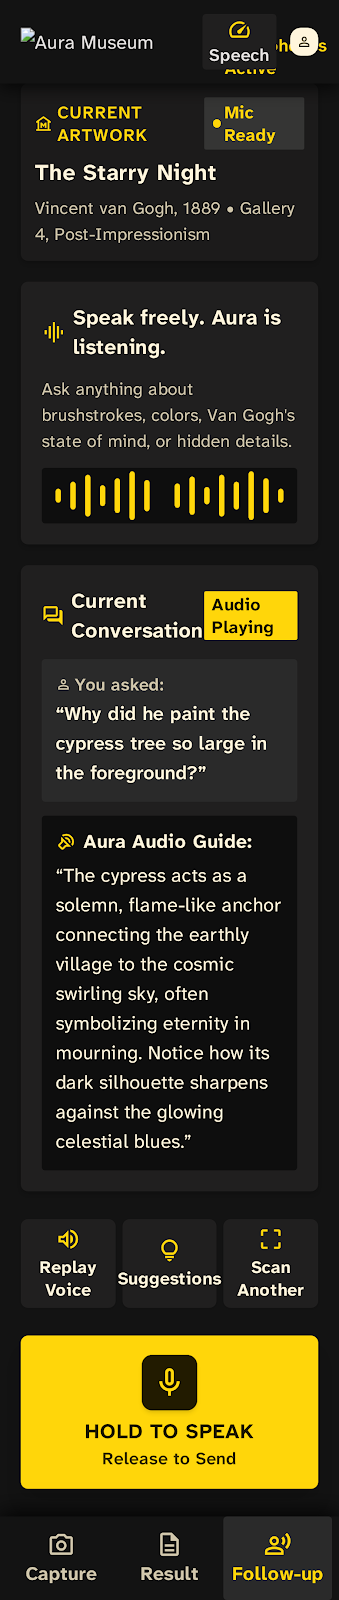 Aura Museum
Speech
Active
CURRENT
ARTWORK
Mic
Ready
The Starry Night
Vincent van Gogh, 1889 • Gallery
4, Post-Impressionism
Speak freely. Aura is
listening.
Ask anything about
brushstrokes, colors, Van Gogh's
state of mind, or hidden details.
Current
Conversation
Audio
Playing
You asked:
“Why did he paint the
cypress tree so large in
the foreground?”
Aura Audio Guide:
“The cypress acts as a
solemn, flame-like anchor
connecting the earthly
village to the cosmic
swirling sky, often
symbolizing eternity in
mourning. Notice how its
dark silhouette sharpens
against the glowing
celestial blues.”
Replay
Voice
Suggestions
Scan
Another
HOLD TO SPEAK
Release to Send
Capture
Result
Follow-up